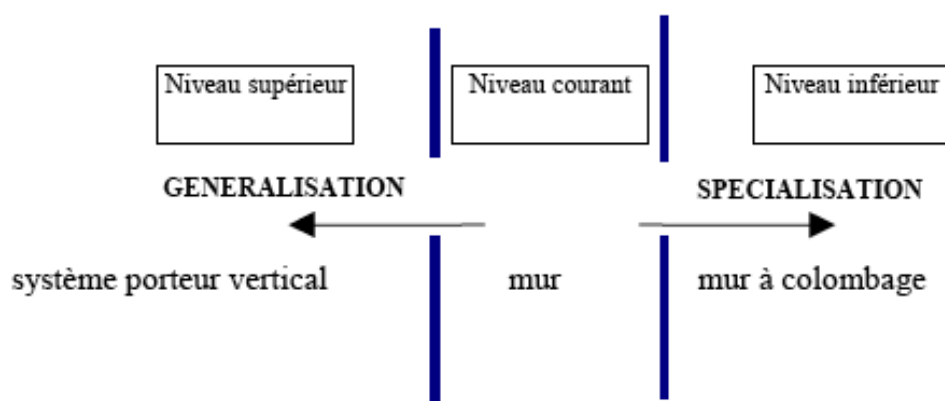 Niveau supérieur
Niveau courant
Niveau inférieur
GENERALISATION
SPECIALISATION
système porteur vertical
mur
mur à colombage